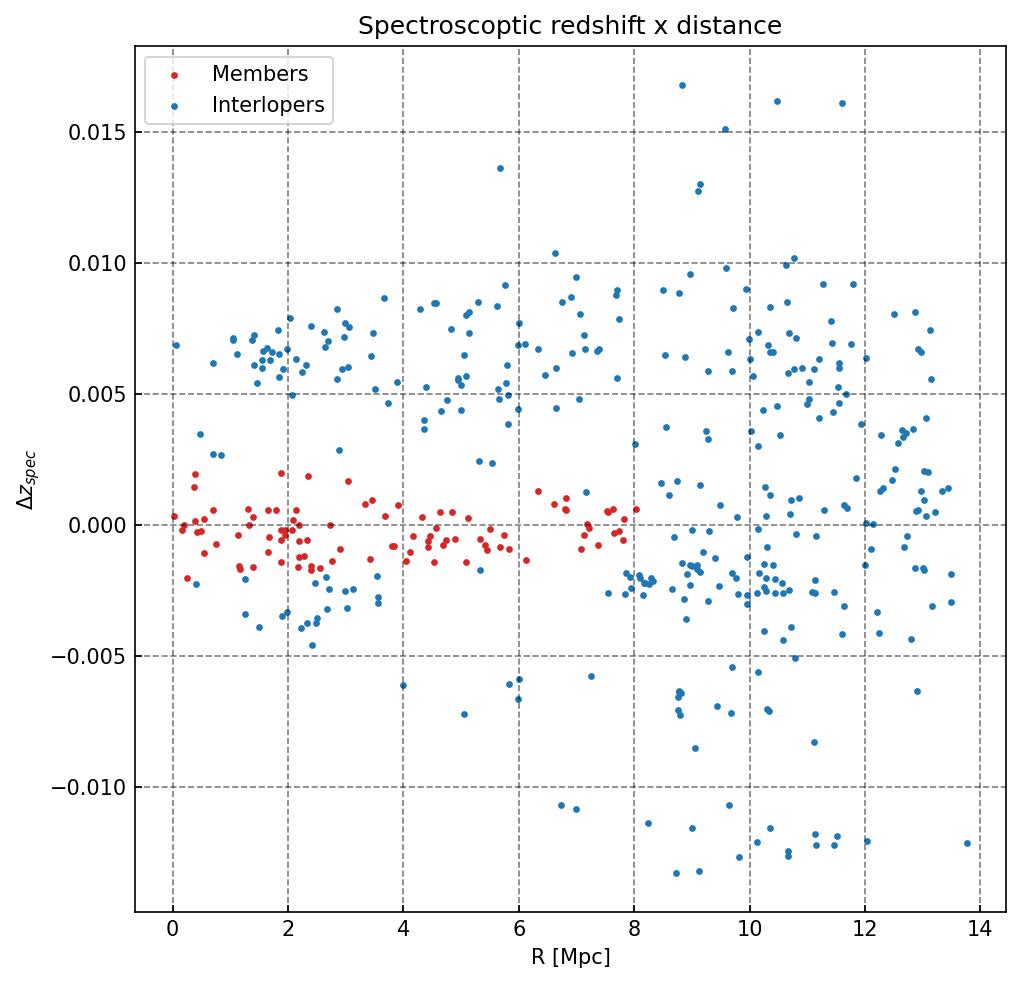 Spectroscoptic redshift x distance
Members
Interlopers
0.015
0.010
0.005
0.000
−0.005
−0.010
Δz_spec
0 2 4 6 8 10 12 14
R [Mpc]